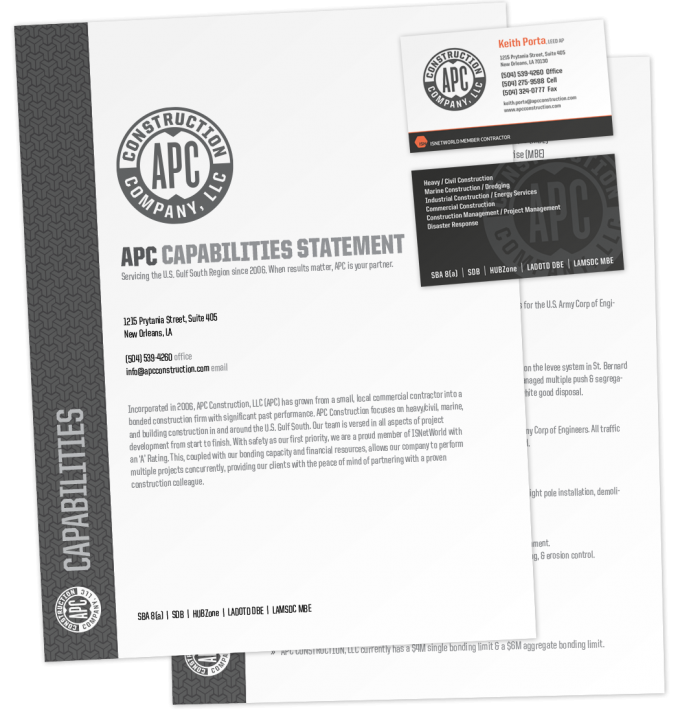 CONSTRUCTION
APC
COMPANY, LLC
APC CAPABILITIES STATEMENT
Servicing the U.S. Gulf South Region since 2006. When results matter, APC is your partner.
1215 Prytania Street, Suite 405
New Orleans, LA
(504) 539-4260 office
info@apcconstruction.com email
Incorporated in 2006, APC Construction, LLC (APC) has grown from a small, local commercial contractor into a
bonded construction firm with significant past performance. APC Construction focuses on heavy/civil, marine,
and building construction in and around the U.S. Gulf South. Our team is versed in all aspects of project
development from start to finish. With safety as our first priority, we are a proud member of ISNetWorld with
an 'A' Rating. This, coupled with our bonding capacity and financial resources, allows our company to perform
multiple projects concurrently, providing our clients with the peace of mind of partnering with a proven
construction colleague.
SBA 8(a) | SDB | HUBZone | LADOTD DBE | LAMSDC MBE
CAPABILITIES
CONSTRUCTION
APC
COMPANY, LLC
CONSTRUCTION
APC
COMPANY, LLC
Keith Porta, LEED AP
1215 Prytania Street, Suite 405
New Orleans, LA 70130
(504) 539-4260 Office
(504) 275-9588 Cell
(504) 324-0777 Fax
keith.porta@apcconstruction.com
www.apcconstruction.com
ISNETWORLD MEMBER CONTRACTOR
Heavy / Civil Construction
Marine Construction / Dredging
Industrial Construction / Energy Services
Commercial Construction
Construction Management / Project Management
Disaster Response
APC
SBA 8(a) | SDB | HUBZone | LADOTD DBE | LAMSDC MBE
(MBE)
for the U.S. Army Corp of Engi-
on the levee system in St. Bernard
multiple push & segrega-
good disposal.
Corp of Engineers. All traffic
pole installation, demoli-
& erosion control.
» APC CONSTRUCTION, LLC currently has a $4M single bonding limit & a $6M aggregate bonding limit.